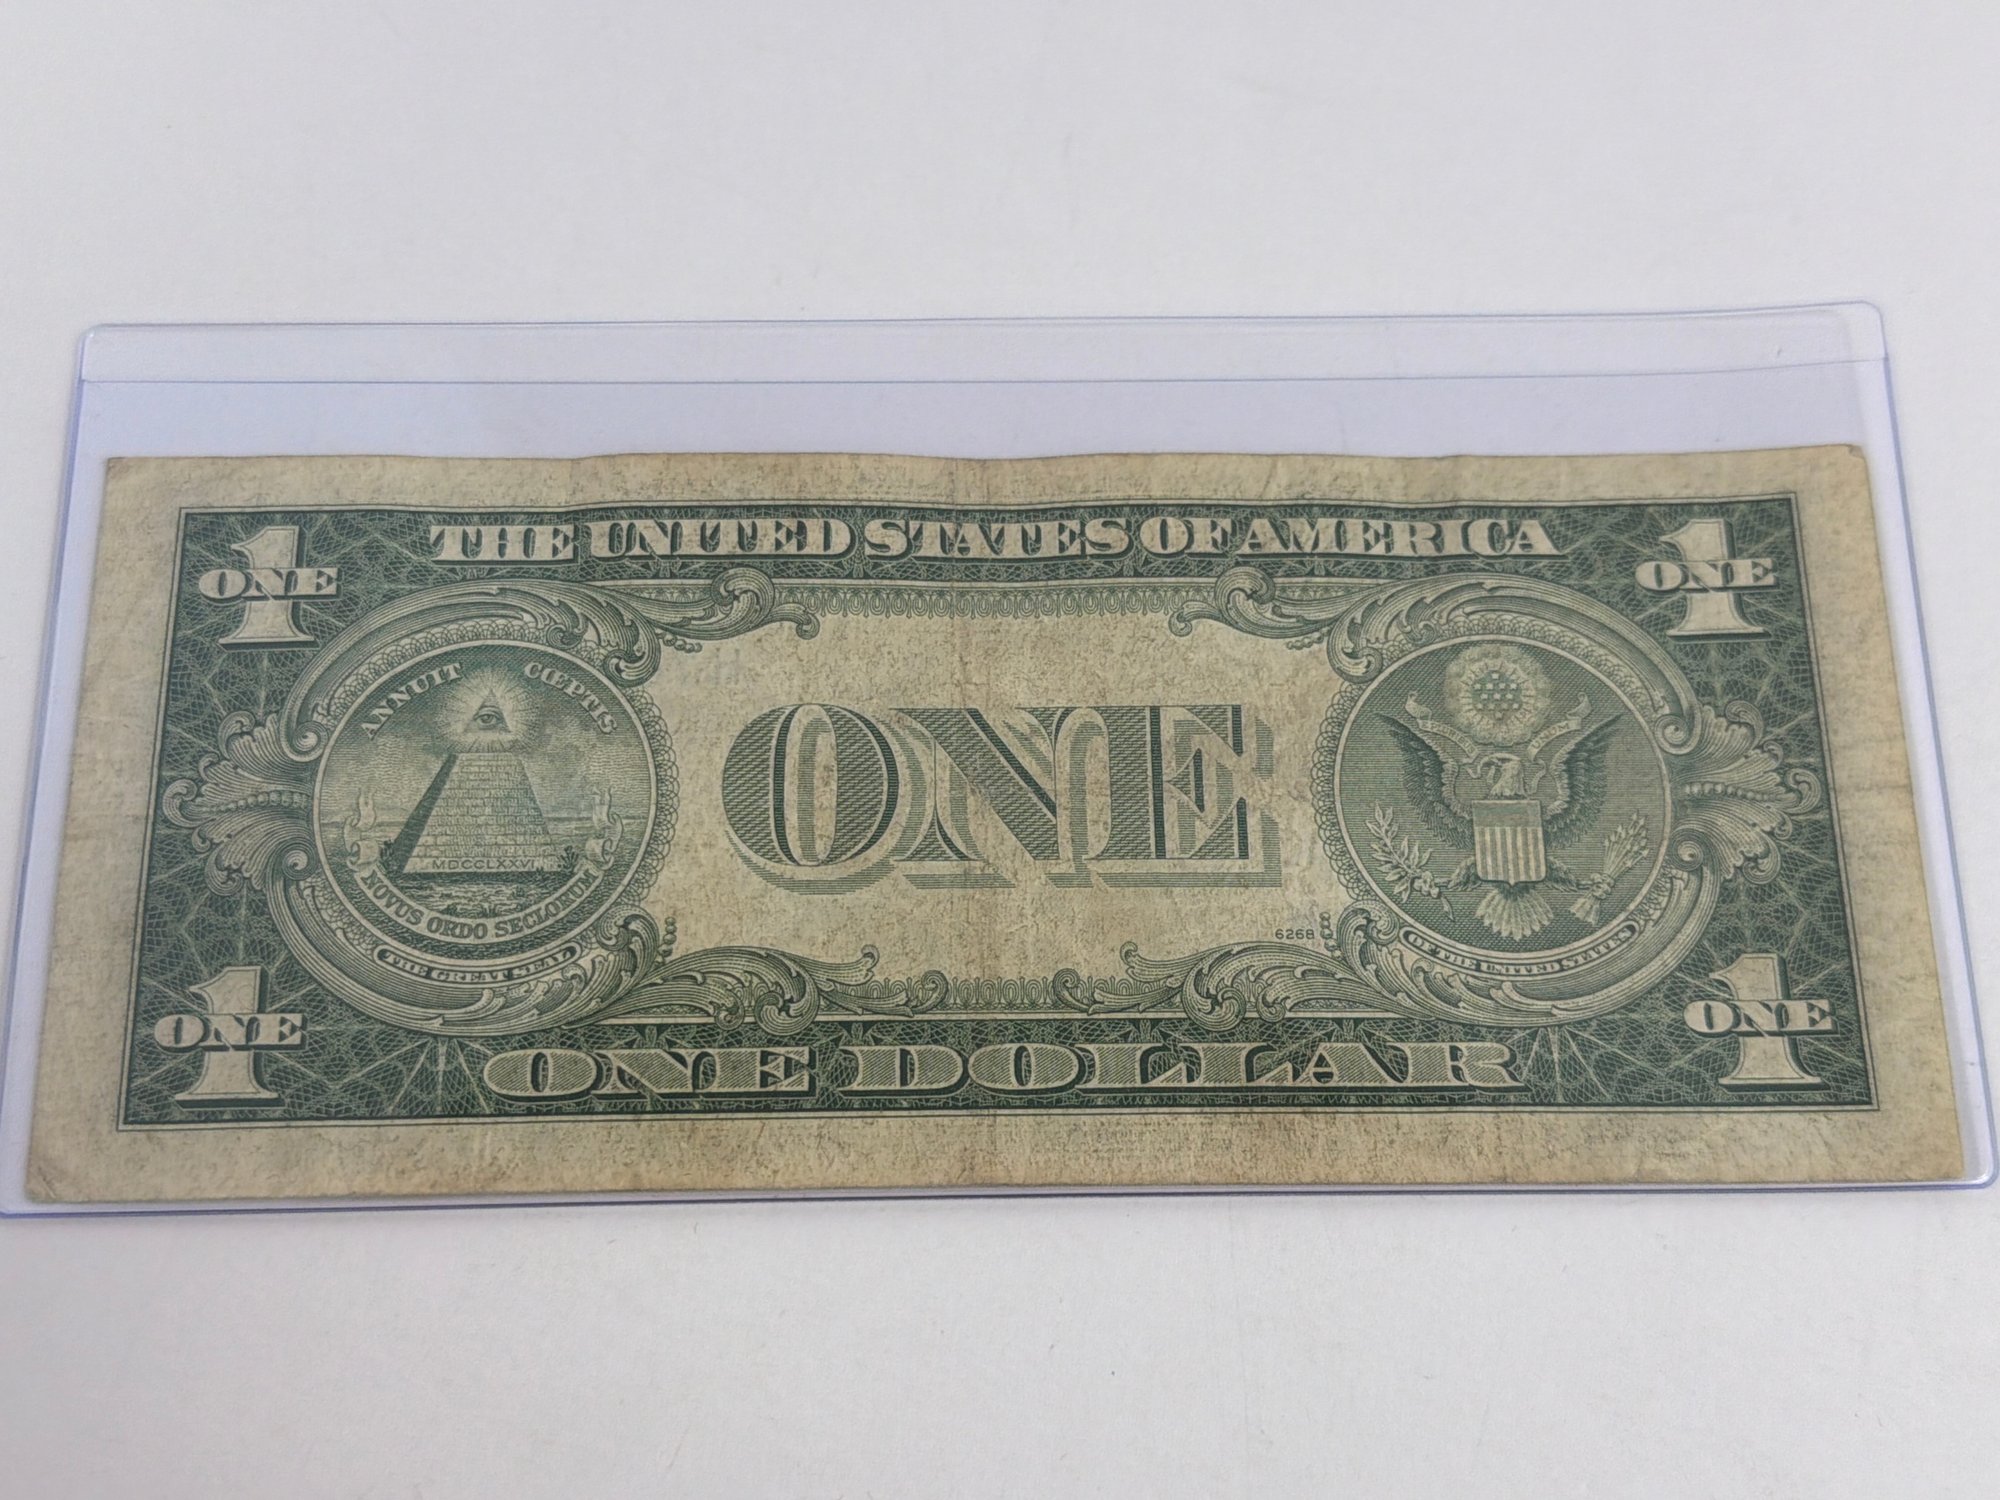 THE UNITED STATES OF AMERICA
1
ONE
1
ONE
ANNUIT CŒPTIS
MDCCLXXVI
NOVUS ORDO SECLORUM
THE GREAT SEAL
ONE
6268
OF THE UNITED STATES
1
ONE
1
ONE
ONE DOLLAR